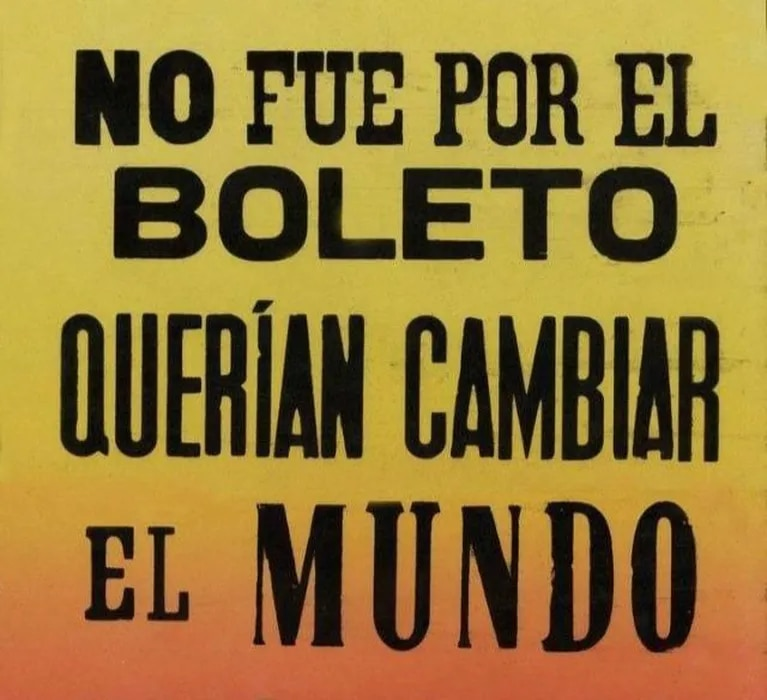 NO FUE POR EL
BOLETO
QUERÍAN CAMBIAR
EL MUNDO